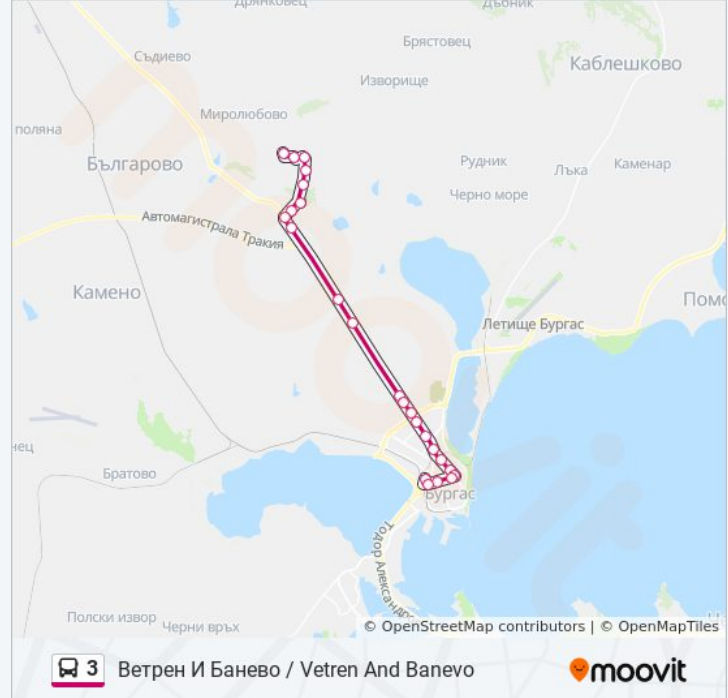 Дрянковец
Дъбник
Брястовец
Съдиево
Каблешково
Изворище
Миролюбово
поляна
Българово
Рудник
Лъка
Каменар
Черно море
Автомагистрала Тракия
Камено
Помо
Летище Бургас
нец
Братово
Бургас
Тодор Александро
Полски извор
Черни връх
© OpenStreetMap contributors | © OpenMapTiles
3 Ветрен И Банево / Vetren And Banevo
moovit